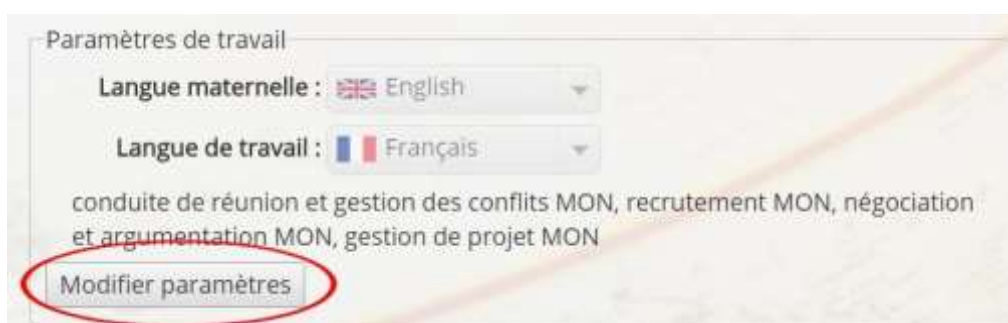 Paramètres de travail
Langue maternelle : English
Langue de travail : Français
conduite de réunion et gestion des conflits MON, recrutement MON, négociation
et argumentation MON, gestion de projet MON
Modifier paramètres